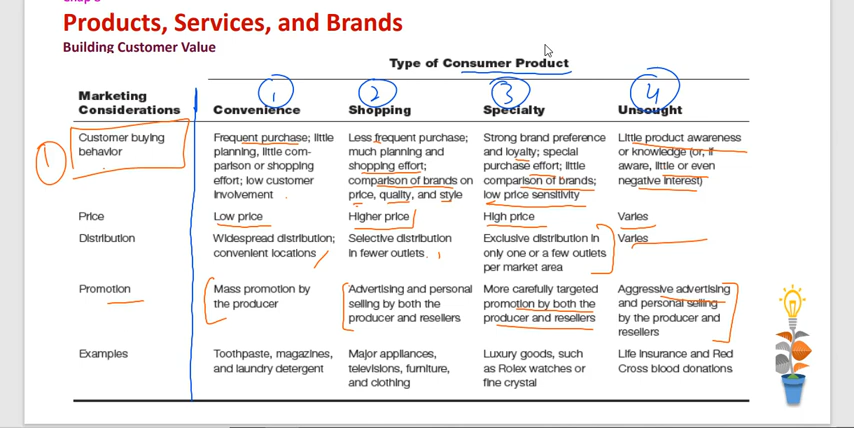 Products, Services, and Brands
Building Customer Value
Type of Consumer Product
1 2 3 4
Marketing Considerations Convenience Shopping Specialty Unsought
1
Customer buying behavior
Frequent purchase; little planning, little comparison or shopping effort; low customer involvement
Less frequent purchase; much planning and shopping effort; comparison of brands on price, quality, and style
Strong brand preference and loyalty; special purchase effort; little comparison of brands; low price sensitivity
Little product awareness or knowledge (or, if aware, little or even negative interest)
Price Low price Higher price High price Varies
Distribution
Widespread distribution; convenient locations
Selective distribution in fewer outlets
Exclusive distribution in only one or a few outlets per market area
Varies
Promotion
Mass promotion by the producer
Advertising and personal selling by both the producer and resellers
More carefully targeted promotion by both the producer and resellers
Aggressive advertising and personal selling by the producer and resellers
Examples
Toothpaste, magazines, and laundry detergent
Major appliances, televisions, furniture, and clothing
Luxury goods, such as Rolex watches or fine crystal
Life insurance and Red Cross blood donations